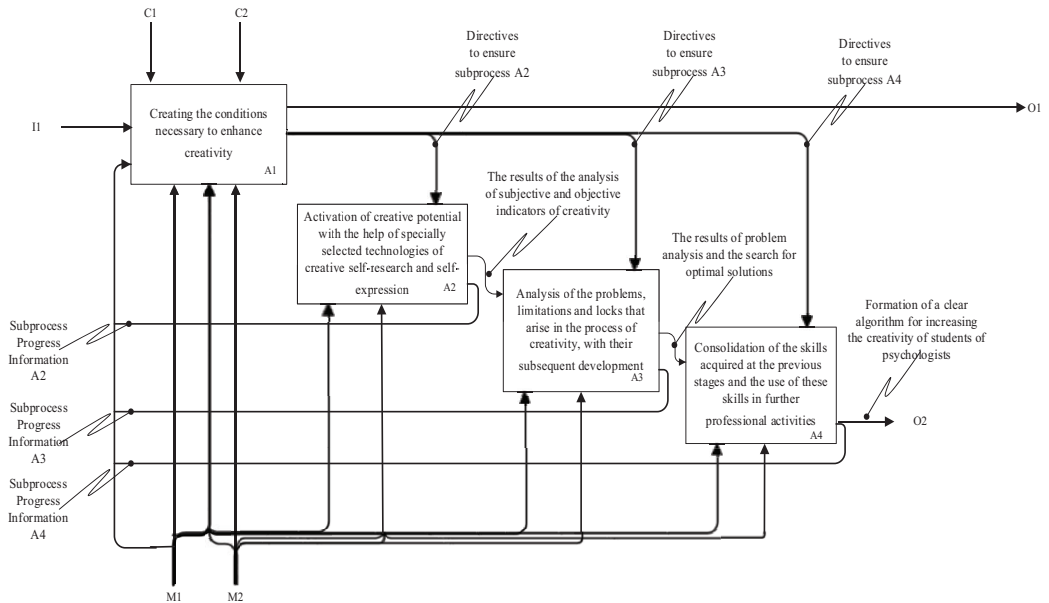 C1
C2
Directives
to ensure
subprocess A2
Directives
to ensure
subprocess A3
Directives
to ensure
subprocess A4
I1
Creating the conditions
necessary to enhance
creativity
A1
O1
The results of the analysis
of subjective and objective
indicators of creativity
Activation of creative potential
with the help of specially
selected technologies of
creative self-research and self-
expression
A2
The results of problem
analysis and the search for
optimal solutions
Analysis of the problems,
limitations and locks that
arise in the process of
creativity, with their
subsequent development
A3
Formation of a clear
algorithm for increasing
the creativity of students of
psychologists
Consolidation of the skills
acquired at the previous
stages and the use of these
skills in further
professional activities
A4
O2
Subprocess
Progress
Information
A2
Subprocess
Progress
Information
A3
Subprocess
Progress
Information
A4
M1
M2